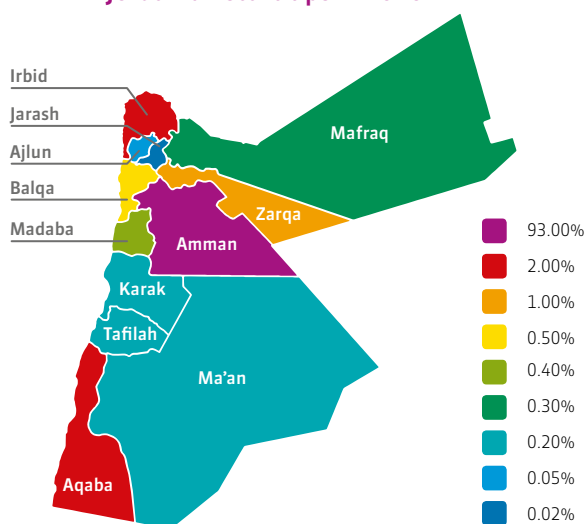 Irbid
Jarash
Ajlun
Balqa
Madaba
Mafraq
Zarqa
Amman
Karak
Tafilah
Ma'an
Aqaba
93.00%
2.00%
1.00%
0.50%
0.40%
0.30%
0.20%
0.05%
0.02%